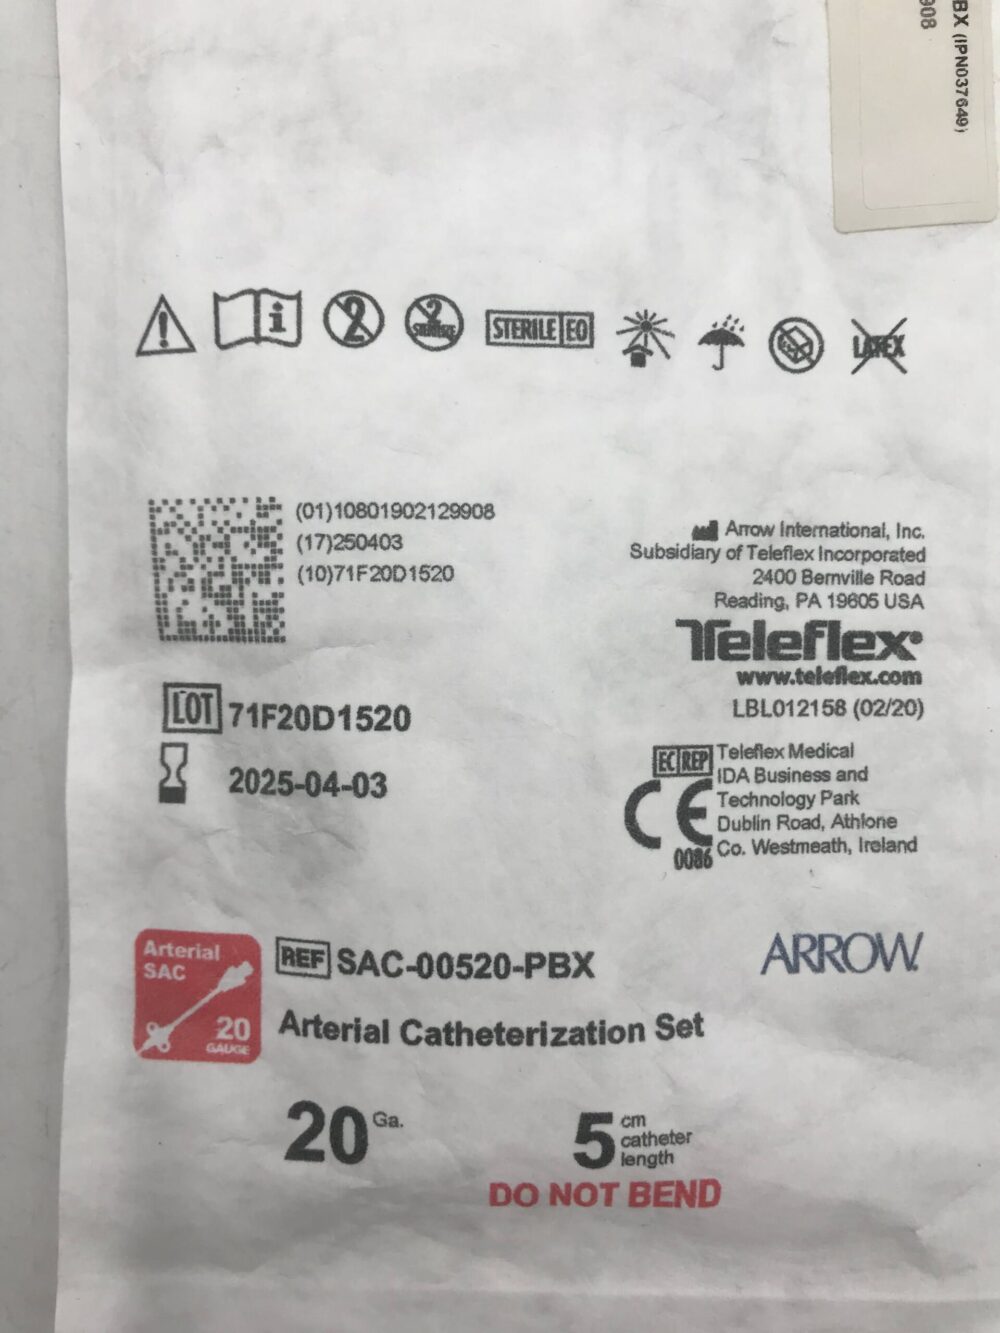 BX (IPN037649)
908
i
2
2
STERILIZE
STERILE EO
LATEX
(01)10801902129908
(17)250403
(10)71F20D1520
Arrow International, Inc.
Subsidiary of Teleflex Incorporated
2400 Bernville Road
Reading, PA 19605 USA
Teleflex®
www.teleflex.com
LBL012158 (02/20)
LOT 71F20D1520
2025-04-03
EC REP Teleflex Medical
IDA Business and
Technology Park
Dublin Road, Athlone
Co. Westmeath, Ireland
CE
0086
Arterial
SAC
20
GAUGE
REF SAC-00520-PBX
ARROW
Arterial Catheterization Set
20 Ga.
5 cm
catheter
length
DO NOT BEND